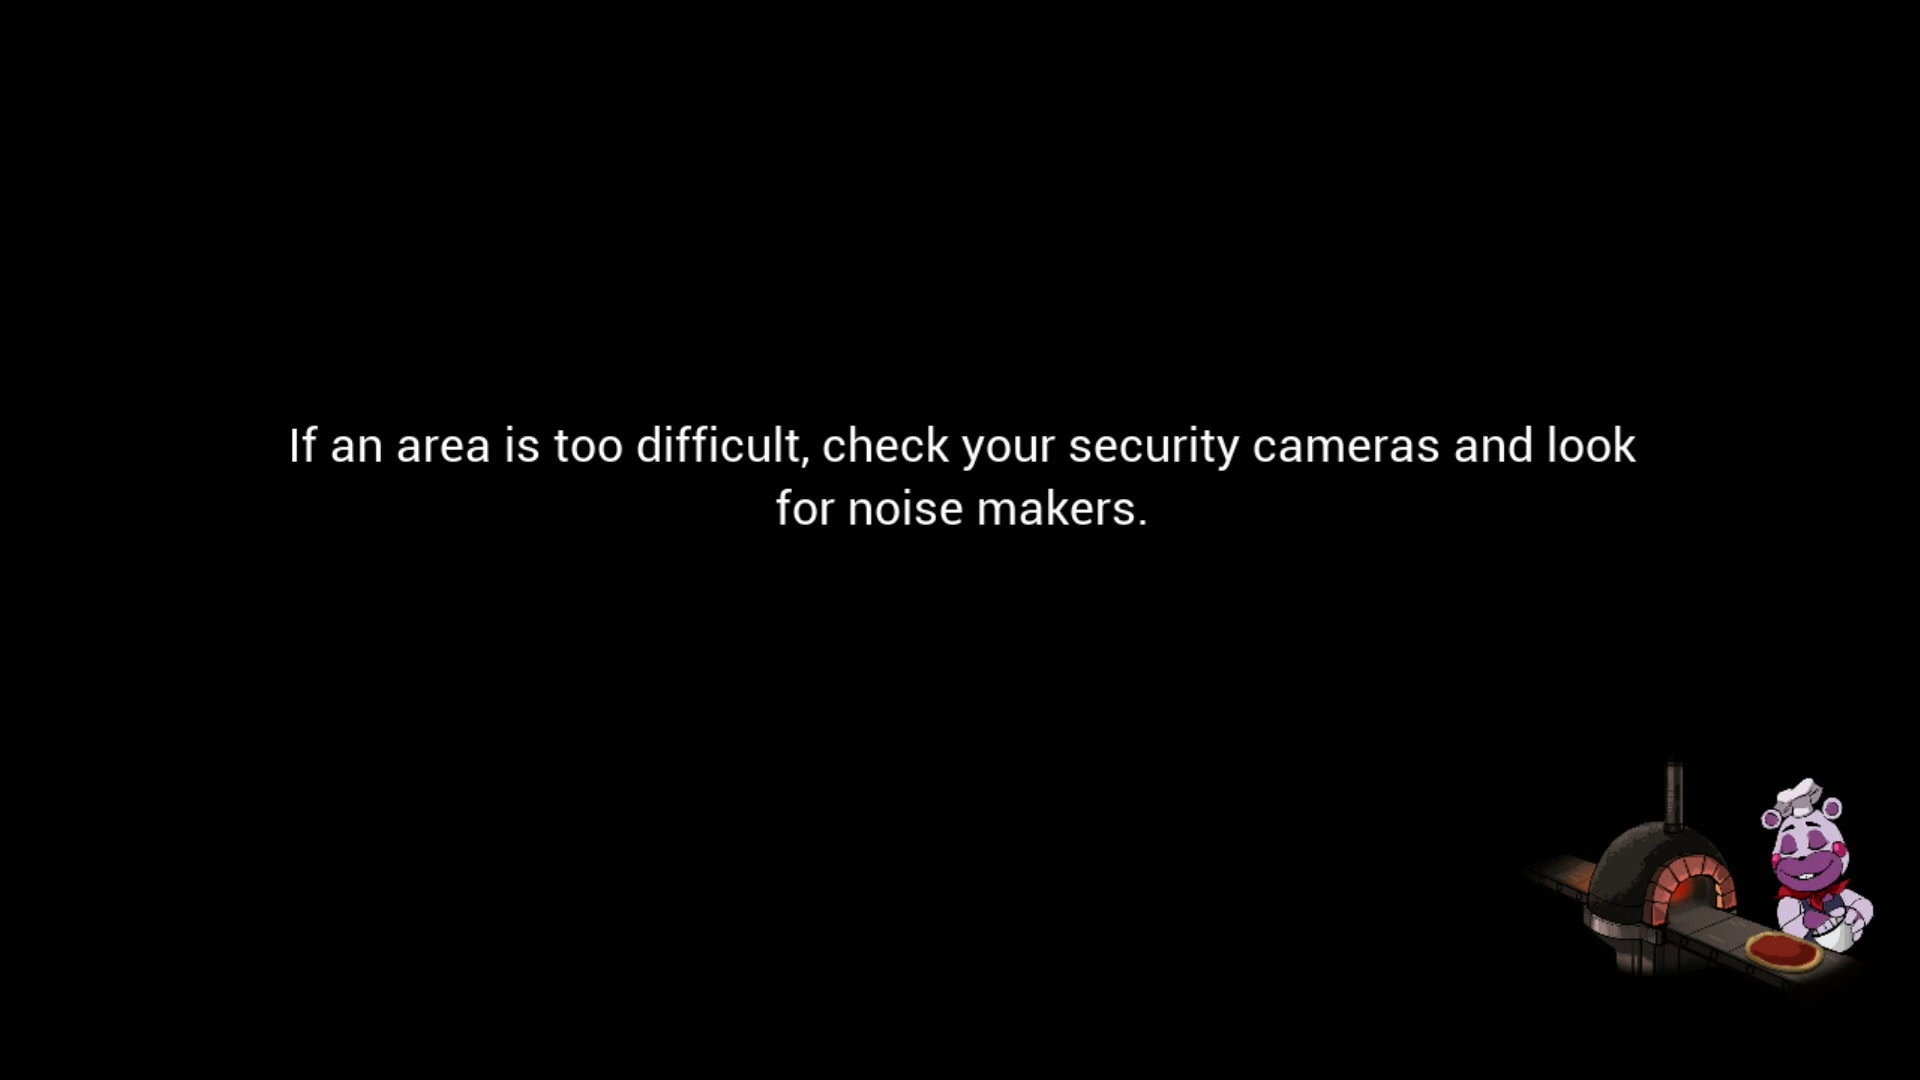 If an area is too difficult, check your security cameras and look
for noise makers.